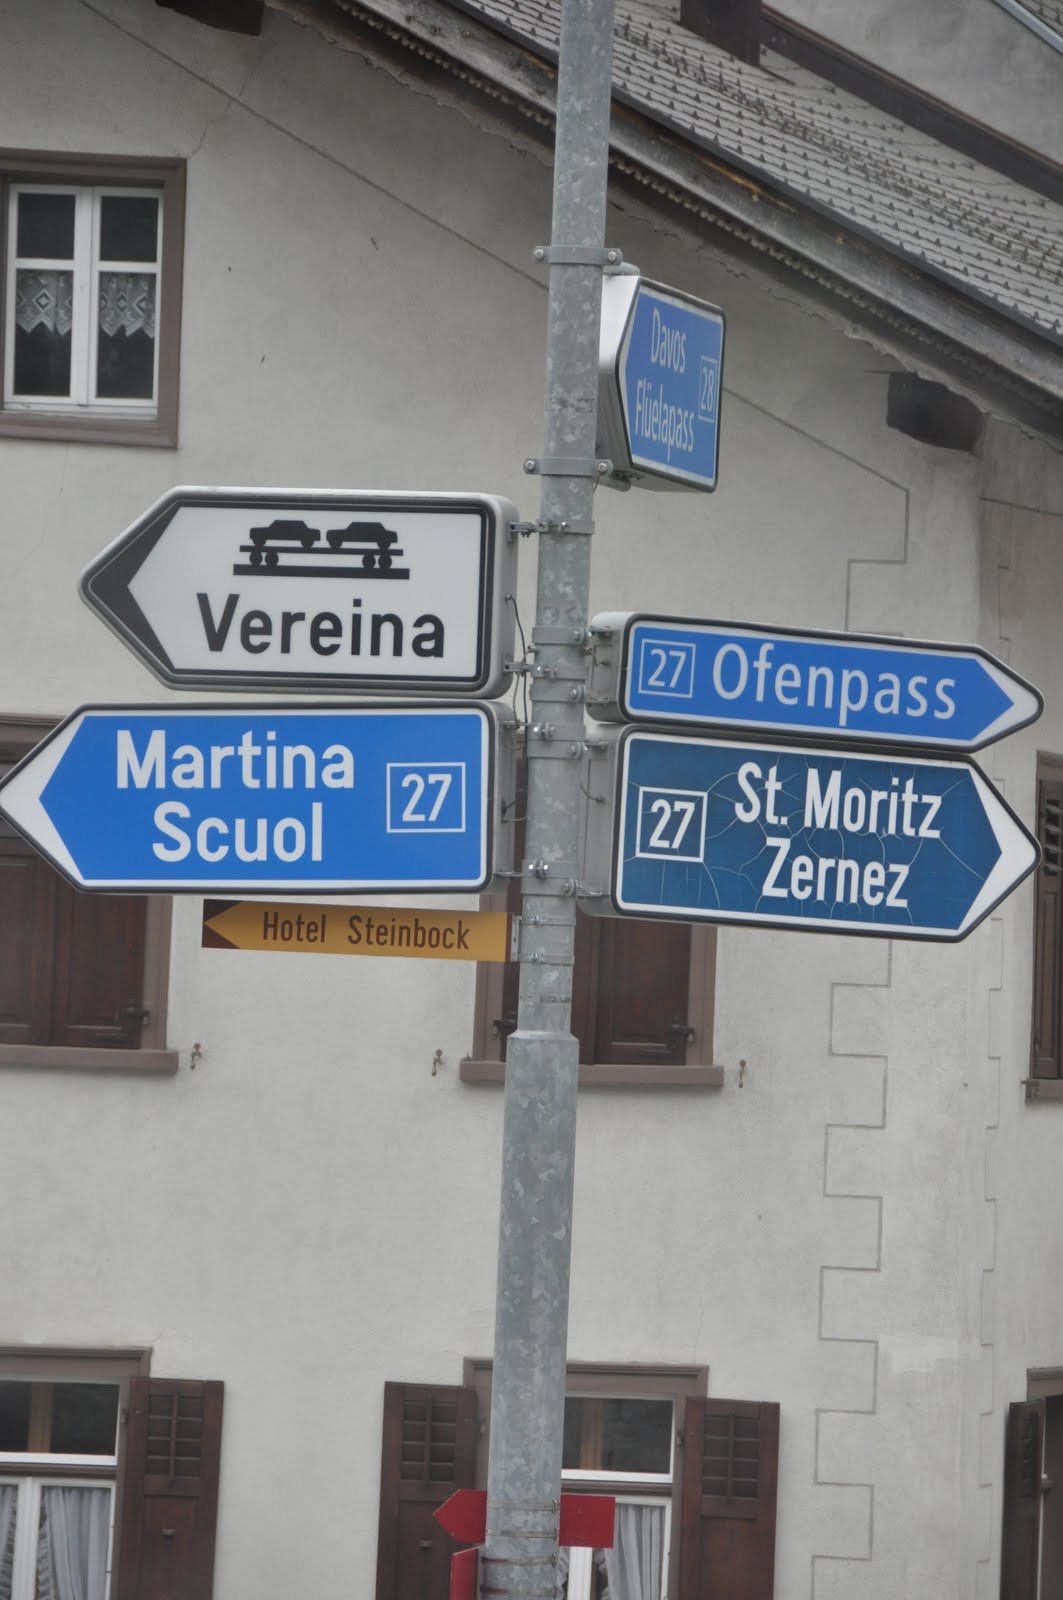 Davos
Flüelapass
28
Vereina
27 Ofenpass
Martina
Scuol
27
27
St. Moritz
Zernez
Hotel Steinbock